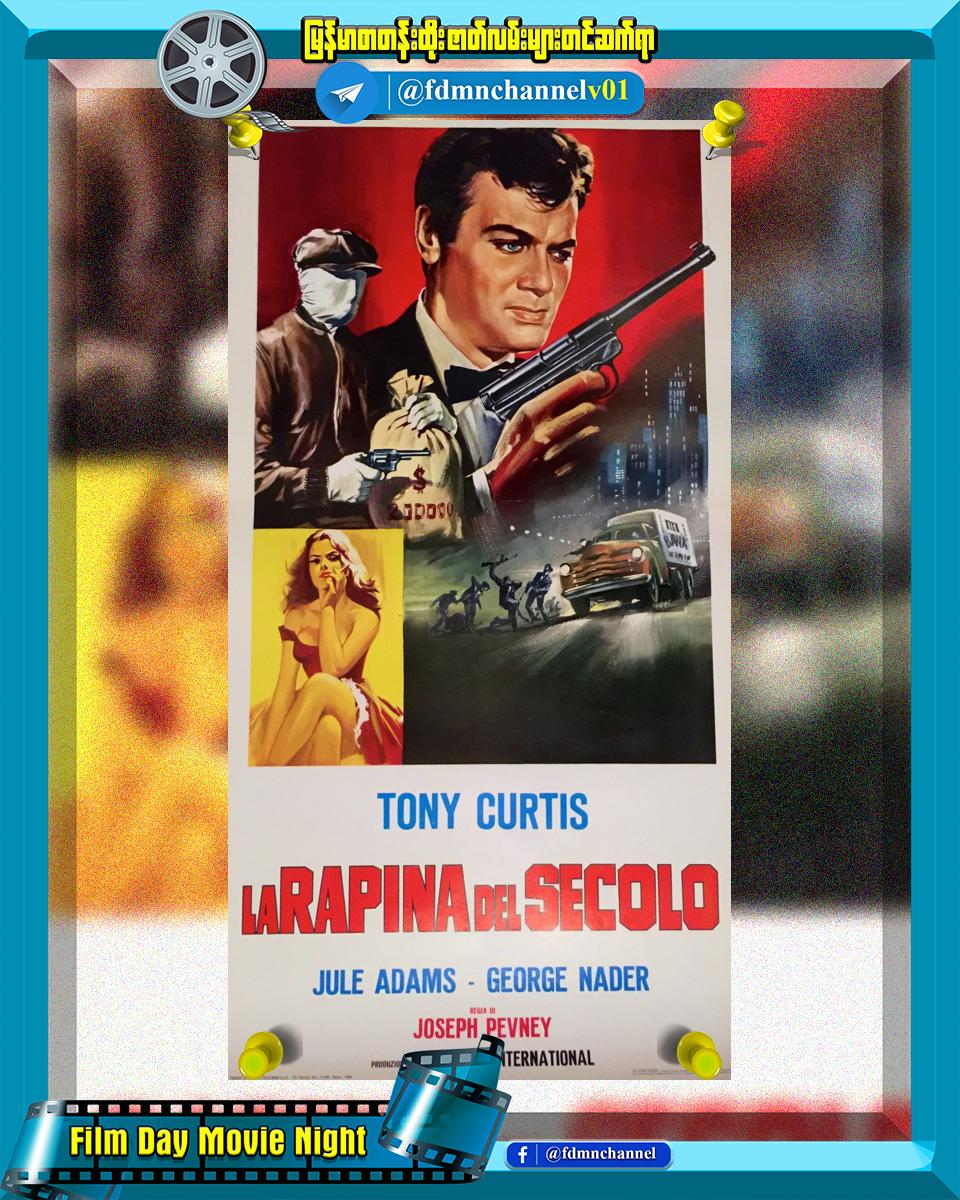 မြန်မာစာတန်းထိုးဇာတ်လမ်းများတင်ဆက်ရာ
@fdmnchannelv01
$
BANK
TONY CURTIS
LA RAPINA DEL SECOLO
JULE ADAMS - GEORGE NADER
REGIA DI
JOSEPH PEVNEY
INTERNATIONAL
Film Day Movie Night
@fdmnchannel